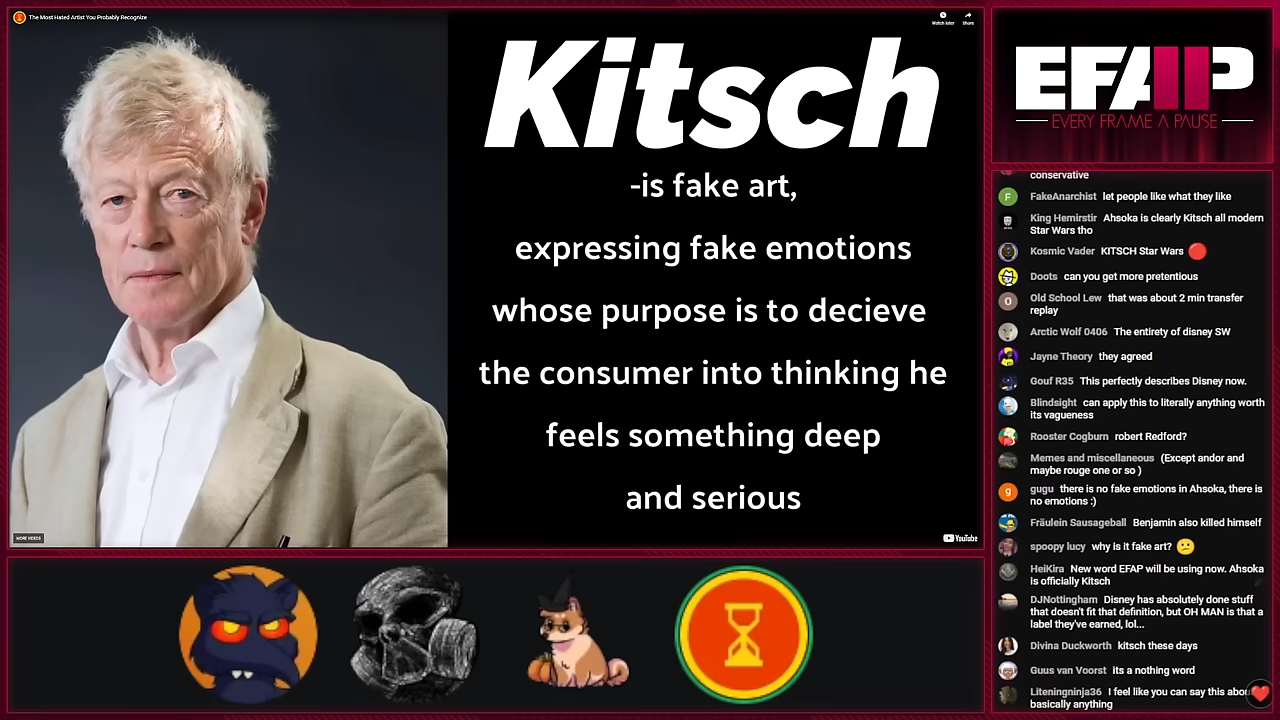 The Most Hated Artist You Probably Recognize
Watch later
Share
Kitsch
-is fake art,
expressing fake emotions
whose purpose is to decieve
the consumer into thinking he
feels something deep
and serious
MORE VIDEOS
YouTube
EFAP
EVERY FRAME A PAUSE
conservative
F FakeAnarchist let people like what they like
King Hemirstir Ahsoka is clearly Kitsch all modern
Star Wars tho
Kosmic Vader KITSCH Star Wars 🔴
Doots can you get more pretentious
O Old School Lew that was about 2 min transfer
replay
Arctic Wolf 0406 The entirety of disney SW
Jayne Theory they agreed
Gouf R35 This perfectly describes Disney now.
Blindsight can apply this to literally anything worth
its vagueness
Rooster Cogburn robert Redford?
Memes and miscellaneous (Except andor and
maybe rouge one or so )
g gugu there is no fake emotions in Ahsoka, there is
no emotions :)
Fräulein Sausageball Benjamin also killed himself
spoopy lucy why is it fake art? 😕
HeiKira New word EFAP will be using now. Ahsoka
is officially Kitsch
DJNottingham Disney has absolutely done stuff
that doesn't fit that definition, but OH MAN is that a
label they've earned, lol...
Divina Duckworth kitsch these days
Guus van Voorst its a nothing word
Liteningninja36 I feel like you can say this abou
basically anything